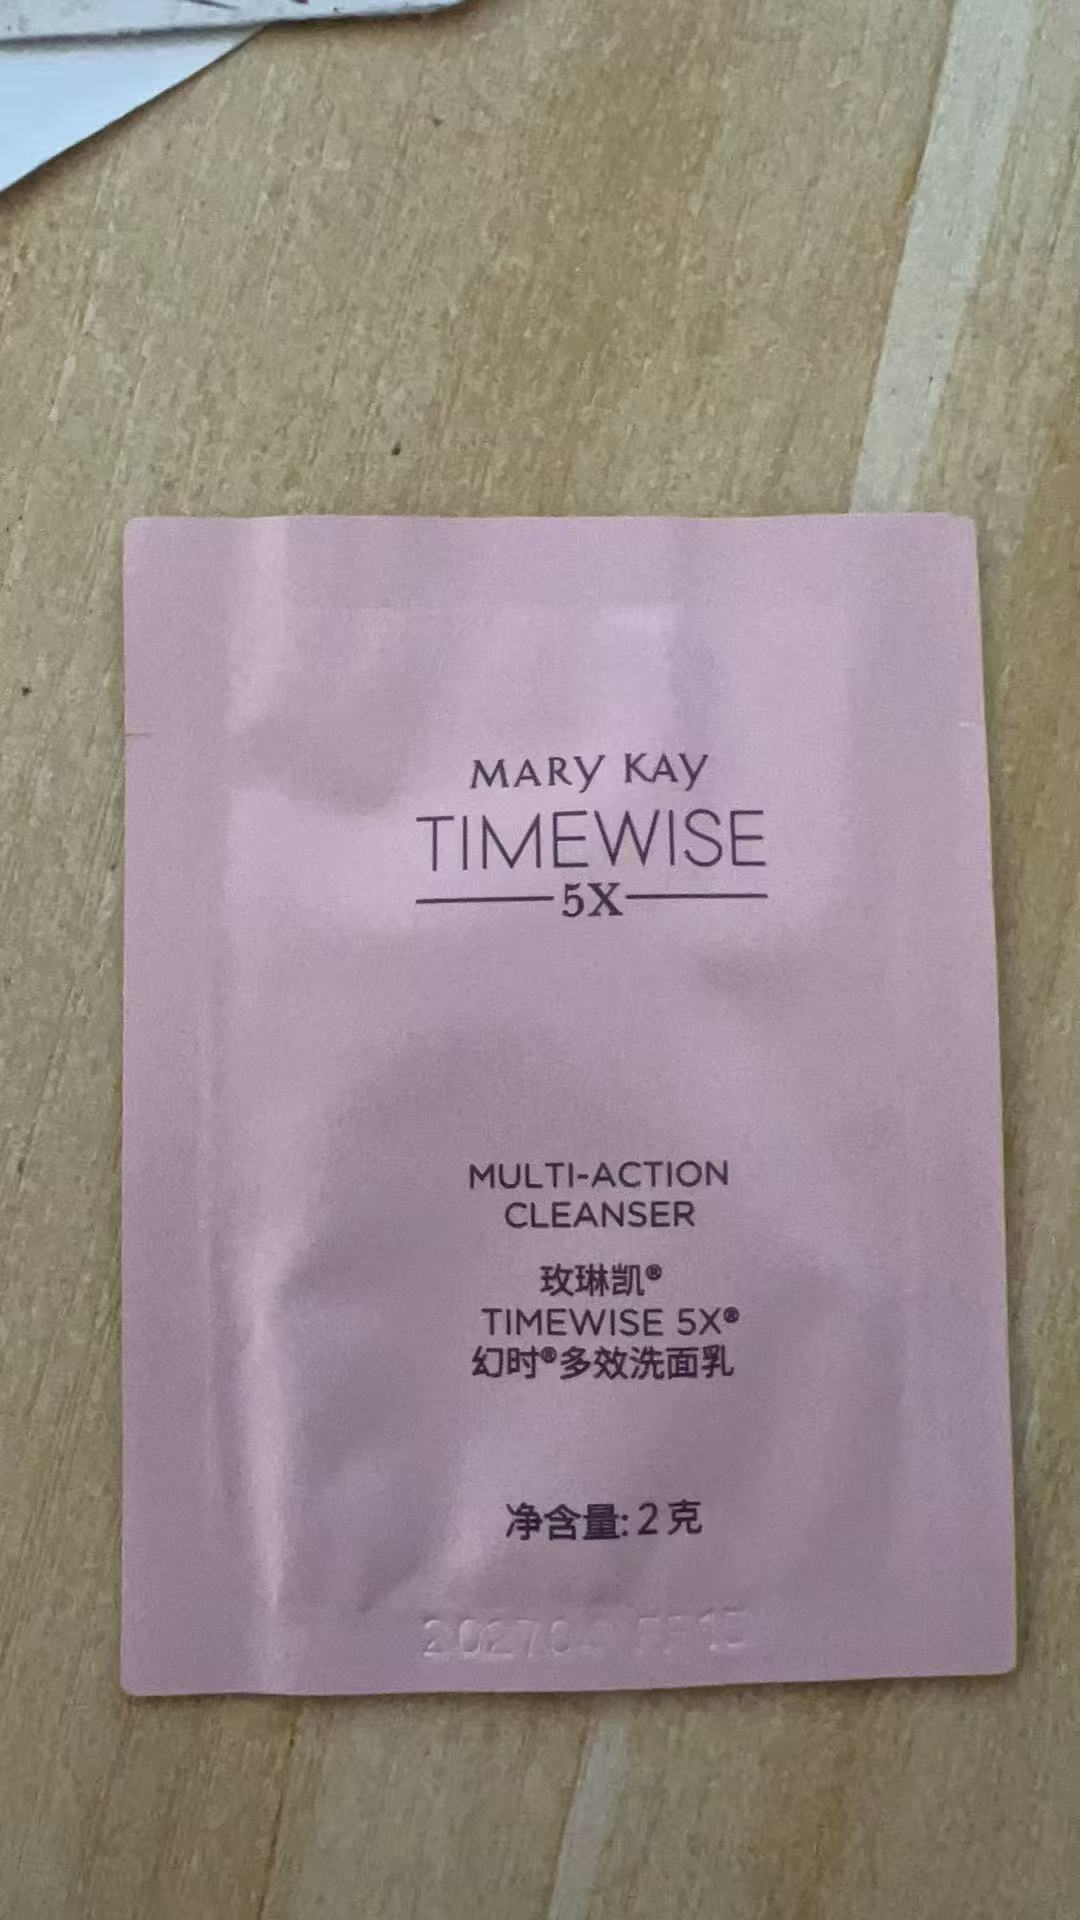 MARY KAY
TIMEWISE
5X
MULTI-ACTION
CLEANSER
玫琳凯®
TIMEWISE 5X®
幻时®多效洗面乳
净含量: 2 克